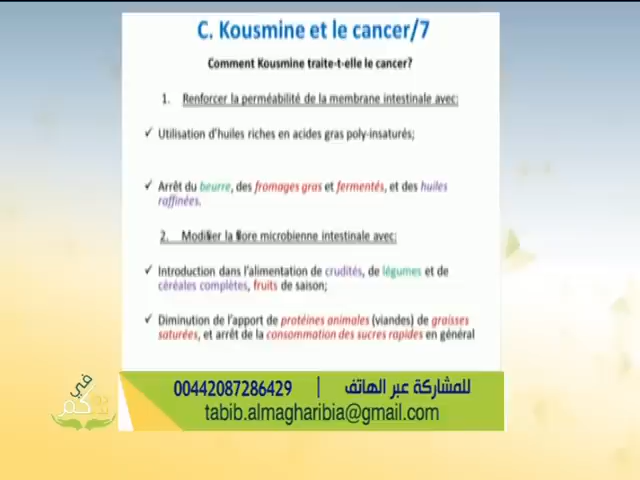 C. Kousmine et le cancer/7
Comment Kousmine traite-t-elle le cancer?
1. Renforcer la perméabilité de la membrane intestinale avec:
✓ Utilisation d'huiles riches en acides gras poly-insaturés;
✓ Arrêt du beurre, des fromages gras et fermentés, et des huiles
raffinées.
2. Modifier la flore microbienne intestinale avec:
✓ Introduction dans l'alimentation de crudités, de légumes et de
céréales complètes, fruits de saison;
✓ Diminution de l'apport de protéines animales (viandes) de graisses
saturées, et arrêt de la consommation des sucres rapides en général
للمشاركة عبر الهاتف | 00442087286429
tabib.almagharibia@gmail.com
في